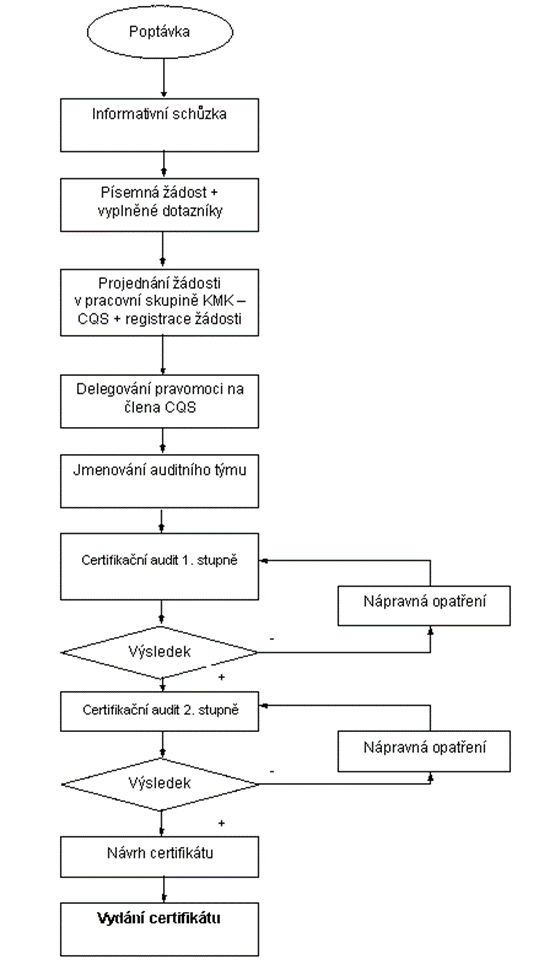 Poptávka
Informativní schůzka
Písemná žádost +
vyplněné dotazníky
Projednání žádosti
v pracovní skupině KMK –
CQS + registrace žádosti
Delegování pravomoci na
člena CQS
Jmenování auditního týmu
Certifikační audit 1. stupně
Nápravná opatření
Výsledek
-
+
Certifikační audit 2. stupně
Nápravná opatření
Výsledek
-
+
Návrh certifikátu
Vydání certifikátu